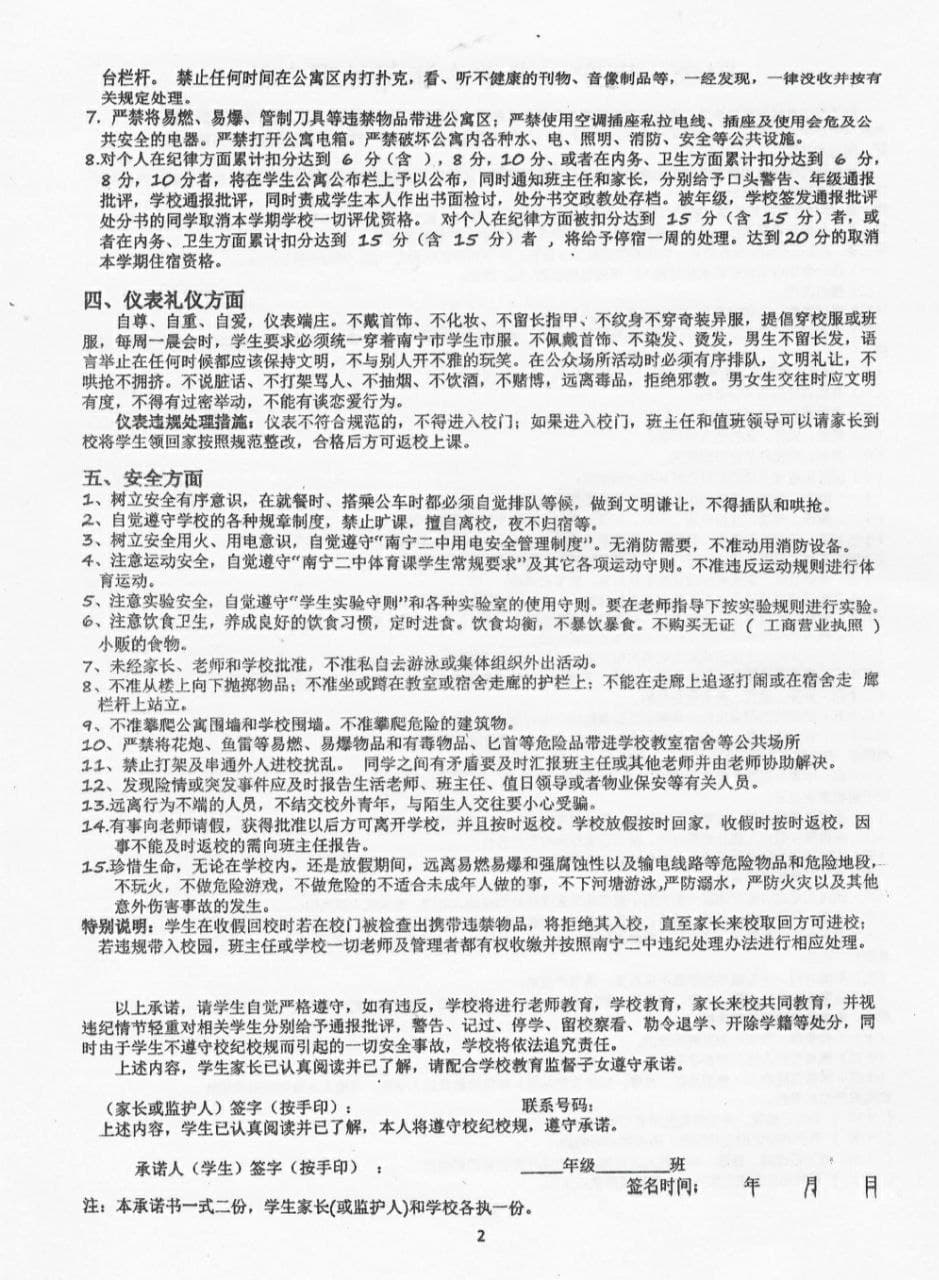 台栏杆。 禁止任何时间在公寓区内打扑克，看、听不健康的刊物、音像制品等，一经发现，一律没收并按有
关规定处理。
7. 严禁将易燃、易爆、管制刀具等违禁物品带进公寓区；严禁使用空调插座私拉电线、插座及使用会危及公
共安全的电器。严禁打开公寓电箱。严禁破坏公寓内各种水、电、照明、消防、安全等公共设施。
8.对个人在纪律方面累计扣分达到 6 分（含 ），8 分，10 分、或者在内务、卫生方面累计扣分达到 6 分，
8 分，10 分者，将在学生公寓公布栏上予以公布，同时通知班主任和家长，分别给予口头警告、年级通报
批评，学校通报批评，同时责成学生本人作出书面检讨，处分书交政教处存档。被年级，学校签发通报批评
处分书的同学取消本学期学校一切评优资格。 对个人在纪律方面被扣分达到 15 分（含 15 分）者，或
者在内务、卫生方面累计扣分达到 15 分（含 15 分）者 ，将给予停宿一周的处理。达到 20 分的取消
本学期住宿资格。
四、仪表礼仪方面
自尊、自重、自爱，仪表端庄。不戴首饰、不化妆、不留长指甲、不纹身不穿奇装异服，提倡穿校服或班
服，每周一晨会时，学生要求必须统一穿着南宁市学生市服。不佩戴首饰、不染发、烫发，男生不留长发，语
言举止在任何时候都应该保持文明，不与别人开不雅的玩笑。在公众场所活动时必须有序排队，文明礼让，不
哄抢不拥挤。不说脏话、不打架骂人、不抽烟、不饮酒，不赌博，远离毒品，拒绝邪教。男女生交往时应文明
有度，不得有过密举动，不能有谈恋爱行为。
仪表违规处理措施：仪表不符合规范的，不得进入校门；如果进入校门，班主任和值班领导可以请家长到
校将学生领回家按照规范整改，合格后方可返校上课。
五、安全方面
1、树立安全有序意识，在就餐时、搭乘公车时都必须自觉排队等候，做到文明谦让，不得插队和哄抢。
2、自觉遵守学校的各种规章制度，禁止旷课，擅自离校，夜不归宿等。
3、树立安全用火、用电意识，自觉遵守“南宁二中用电安全管理制度”。无消防需要，不准动用消防设备。
4、注意运动安全，自觉遵守“南宁二中体育课学生常规要求”及其它各项运动守则。不准违反运动规则进行体
育运动。
5、注意实验安全，自觉遵守“学生实验守则”和各种实验室的使用守则。要在老师指导下按实验规则进行实验。
6、注意饮食卫生，养成良好的饮食习惯，定时进食。饮食均衡，不暴饮暴食。不购买无证（ 工商营业执照 ）
小贩的食物。
7、未经家长、老师和学校批准，不准私自去游泳或集体组织外出活动。
8、不准从楼上向下抛掷物品；不准坐或蹲在教室或宿舍走廊的护栏上；不能在走廊上追逐打闹或在宿舍走 廊
栏杆上站立。
9、不准攀爬公寓围墙和学校围墙。不准攀爬危险的建筑物。
10、严禁将花炮、鱼雷等易燃、易爆物品和有毒物品、匕首等危险品带进学校教室宿舍等公共场所
11、禁止打架及串通外人进校扰乱。 同学之间有矛盾要及时汇报班主任或其他老师并由老师协助解决。
12、发现险情或突发事件应及时报告生活老师、班主任、值日领导或者物业保安等有关人员。
13.远离行为不端的人员，不结交校外青年，与陌生人交往要小心受骗。
14.有事向老师请假，获得批准以后方可离开学校，并且按时返校。学校放假按时回家，收假时按时返校，因
事不能及时返校的需向班主任报告。
15.珍惜生命，无论在学校内，还是放假期间，远离易燃易爆和强腐蚀性以及输电线路等危险物品和危险地段，
不玩火，不做危险游戏，不做危险的不适合未成年人做的事，不下河塘游泳,严防溺水，严防火灾以及其他
意外伤害事故的发生。
特别说明：学生在收假回校时若在校门被检查出携带违禁物品，将拒绝其入校，直至家长来校取回方可进校；
若违规带入校园，班主任或学校一切老师及管理者都有权收缴并按照南宁二中违纪处理办法进行相应处理。
以上承诺，请学生自觉严格遵守，如有违反，学校将进行老师教育，学校教育，家长来校共同教育，并视
违纪情节轻重对相关学生分别给予通报批评，警告、记过、停学、留校察看、勒令退学、开除学籍等处分，同
时由于学生不遵守校纪校规而引起的一切安全事故，学校将依法追究责任。
上述内容，学生家长已认真阅读并已了解，请配合学校教育监督子女遵守承诺。
（家长或监护人）签字（按手印）： 联系号码：
上述内容，学生已认真阅读并已了解，本人将遵守校纪校规，遵守承诺。
承诺人（学生）签字（按手印） ： ______年级______班
签名时间： 年 月 日
注：本承诺书一式二份，学生家长(或监护人)和学校各执一份。
2